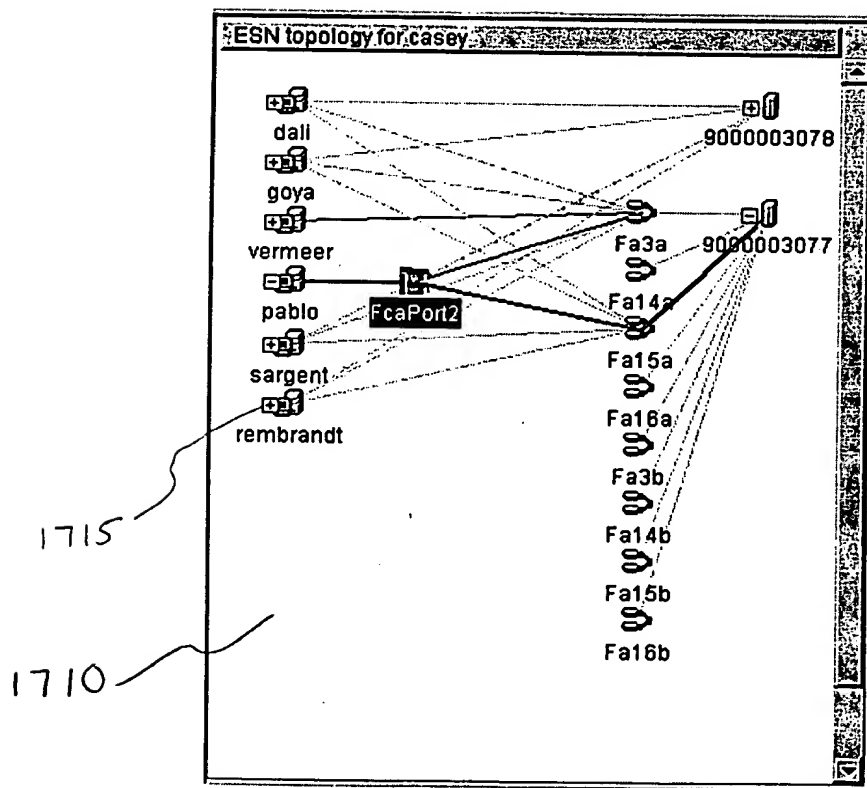 ESN topology for casey
dali
9000003078
goya
vermeer
Fa3a
9000003077
pablo
FcaPort2
Fa14a
sargent
Fa15a
rembrandt
Fa16a
Fa3b
1715
Fa14b
Fa15b
Fa16b
1710